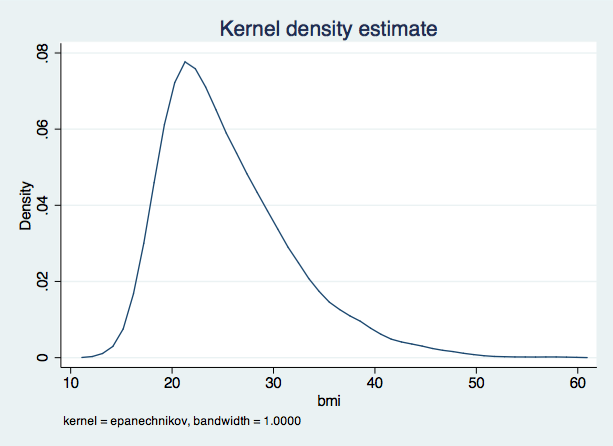 Kernel density estimate
.08
.06
.04
.02
0
Density
10 20 30 40 50 60
bmi
kernel = epanechnikov, bandwidth = 1.0000